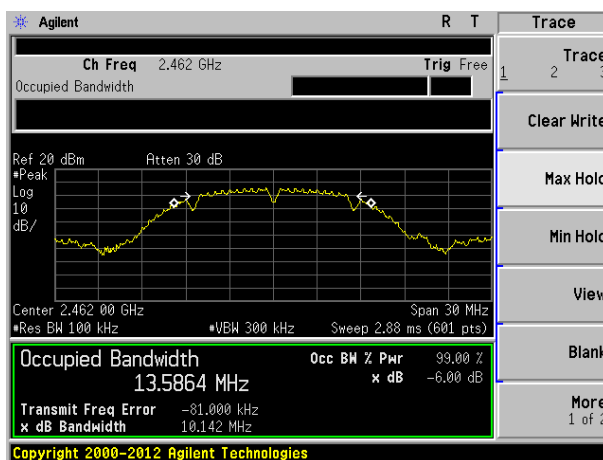 Agilent R T Trace
Ch Freq 2.462 GHz Trig Free
Occupied Bandwidth
Trace
1 2 3
Clear Write
Max Hold
Min Hold
View
Blank
More
1 of 2
Ref 20 dBm Atten 30 dB
#Peak
Log
10
dB/
Center 2.462 00 GHz Span 30 MHz
#Res BW 100 kHz #VBW 300 kHz Sweep 2.88 ms (601 pts)
Occupied Bandwidth Occ BW % Pwr 99.00 %
13.5864 MHz x dB -6.00 dB
Transmit Freq Error -81.000 kHz
x dB Bandwidth 10.142 MHz
Copyright 2000-2012 Agilent Technologies